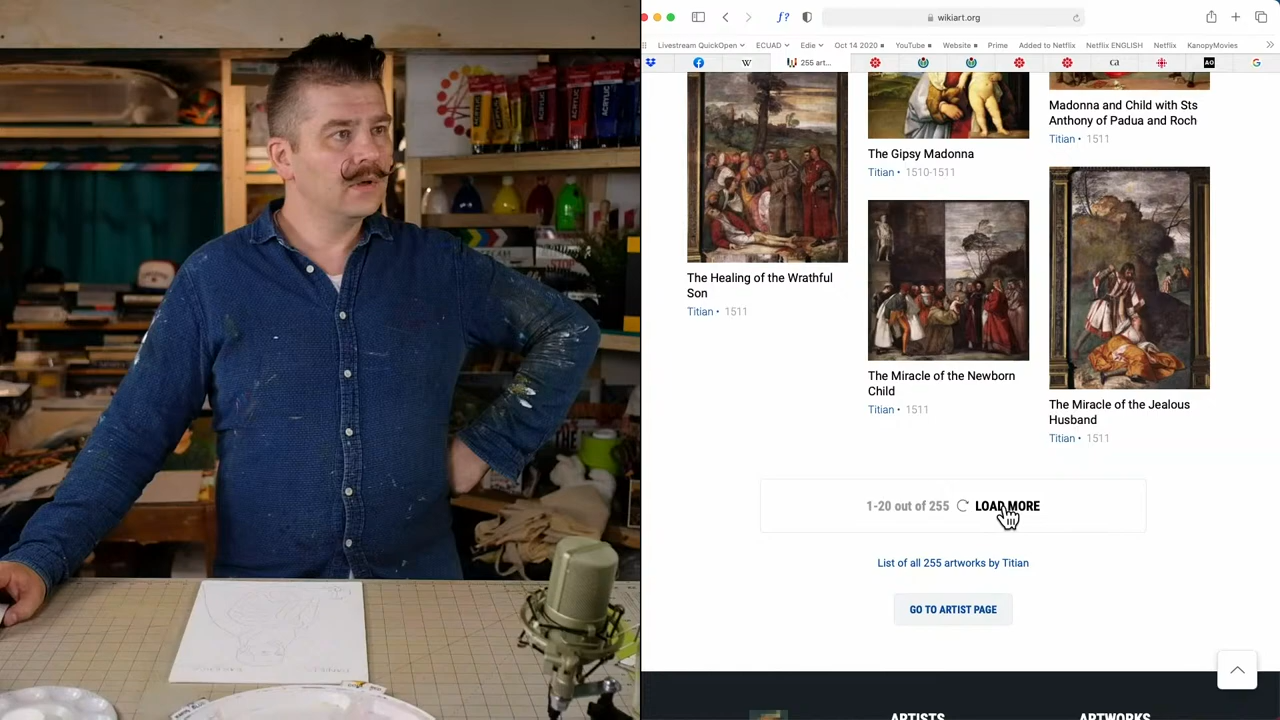 ACRYLIC
ACRYLIC
wikiart.org
Livestream QuickOpen
ECUAD
Edie
Oct 14 2020
YouTube
Website
Prime
Added to Netflix
Netflix ENGLISH
Netflix
KanopyMovies
255 art...
The Healing of the Wrathful
Son
Titian • 1511
The Gipsy Madonna
Titian • 1510-1511
The Miracle of the Newborn
Child
Titian • 1511
Madonna and Child with Sts
Anthony of Padua and Roch
Titian • 1511
The Miracle of the Jealous
Husband
Titian • 1511
1-20 out of 255 LOAD MORE
List of all 255 artworks by Titian
GO TO ARTIST PAGE
ARTISTS
ARTWORKS